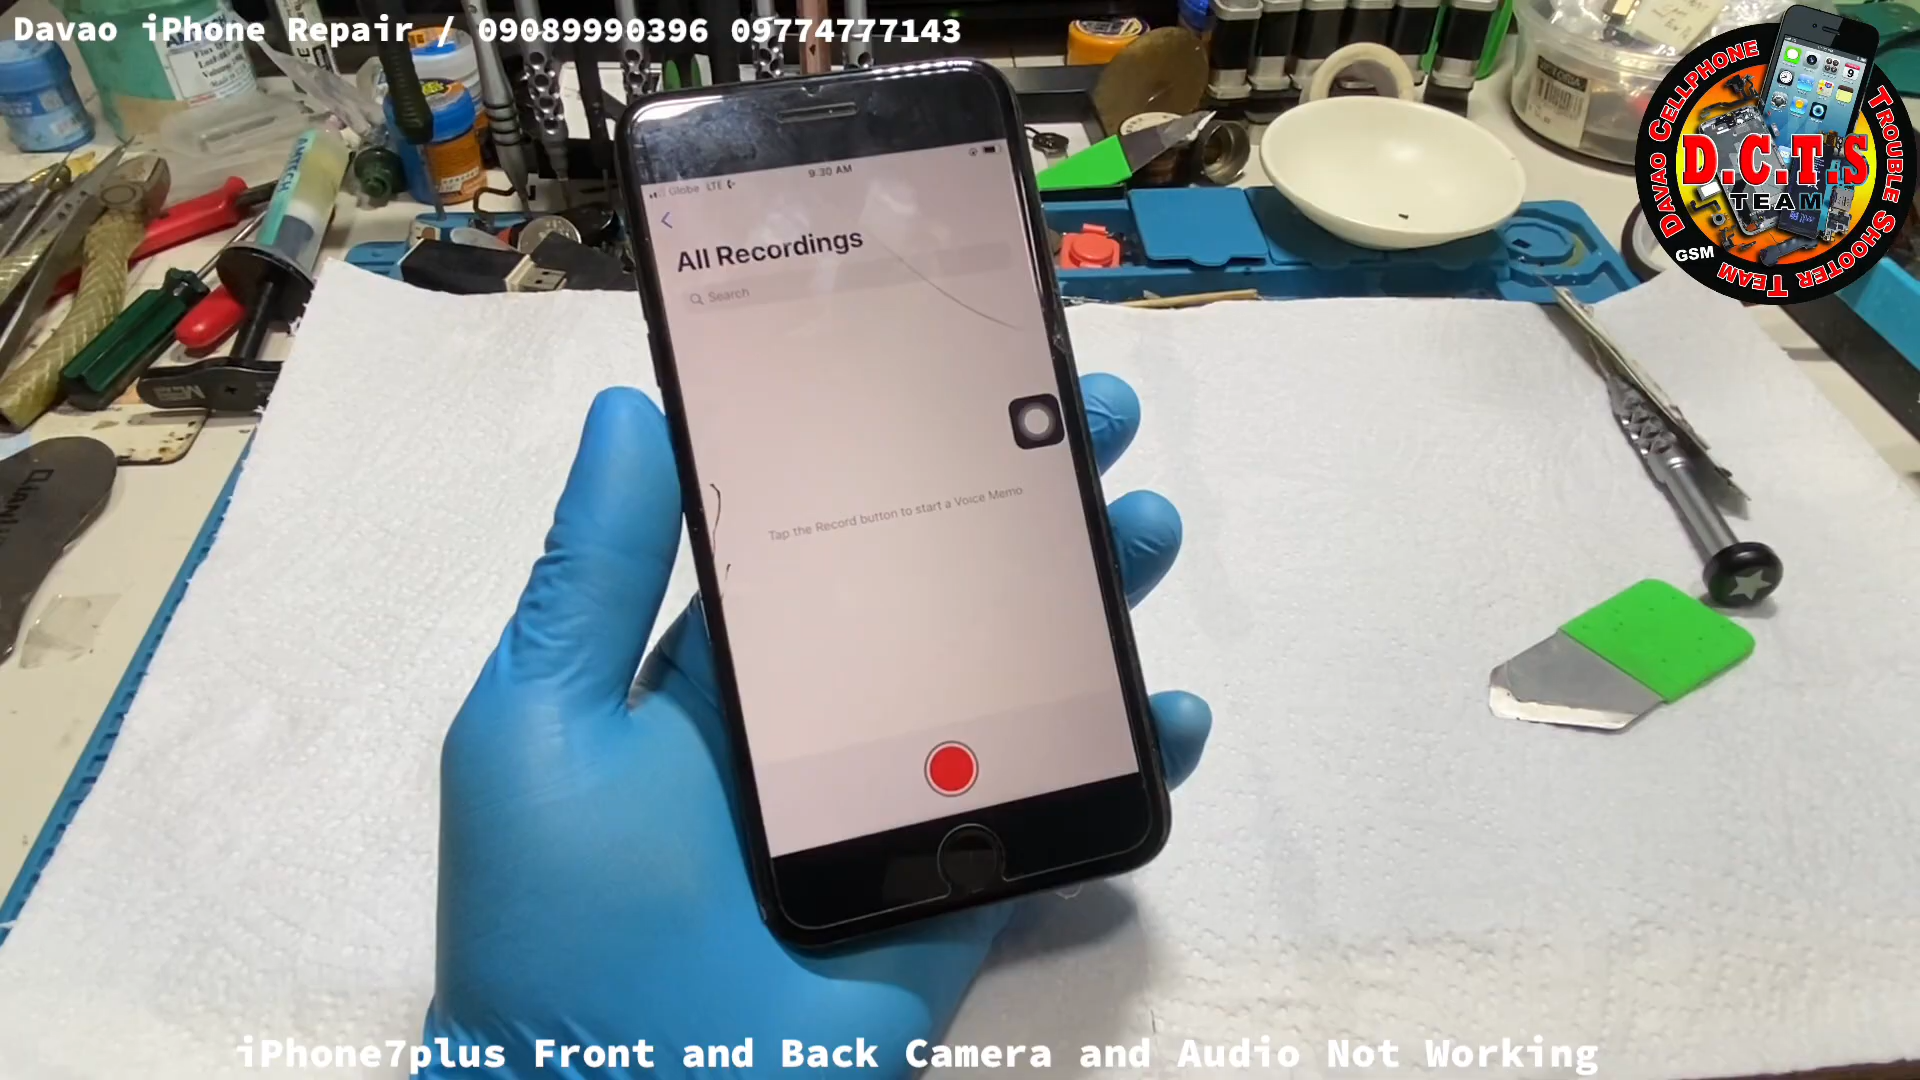 Davao iPhone Repair / 09089990396 09774777143
DAVAO CELLPHONE TROUBLE SHOOTER TEAM
D.C.T.S
TEAM
GSM
Globe LTE
9:30 AM
All Recordings
Search
Tap the Record button to start a Voice Memo
iPhone7plus Front and Back Camera and Audio Not Working